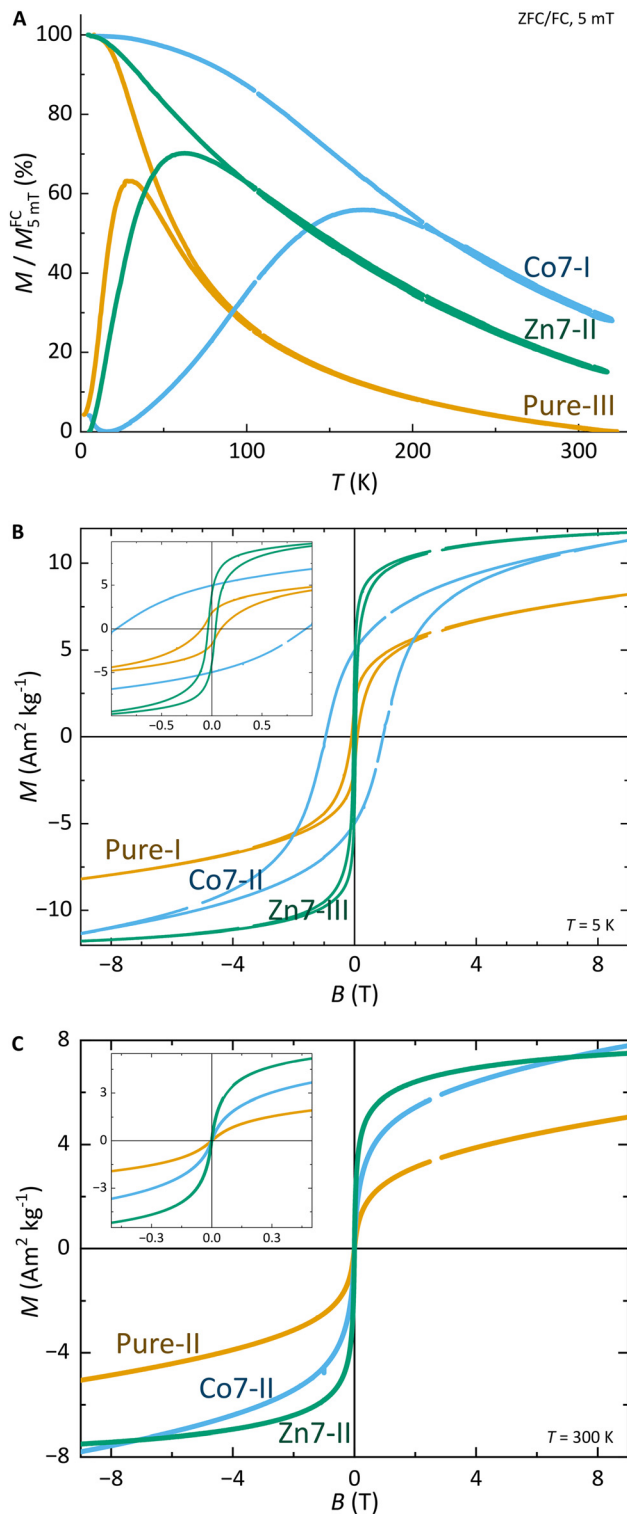 A
ZFC/FC, 5 mT
100
80
60
40
20
0
M / M^FC_5 mT (%)
Co7-I
Zn7-II
Pure-III
0
100
200
300
T (K)
B
10
5
0
−5
−10
M (Am² kg⁻¹)
5
0
−5
−0.5
0.0
0.5
Pure-I
Co7-II
Zn7-III
T = 5 K
−8
−4
0
4
8
B (T)
C
8
4
0
−4
−8
M (Am² kg⁻¹)
3
0
−3
−0.3
0.0
0.3
Pure-II
Co7-II
Zn7-II
T = 300 K
−8
−4
0
4
8
B (T)